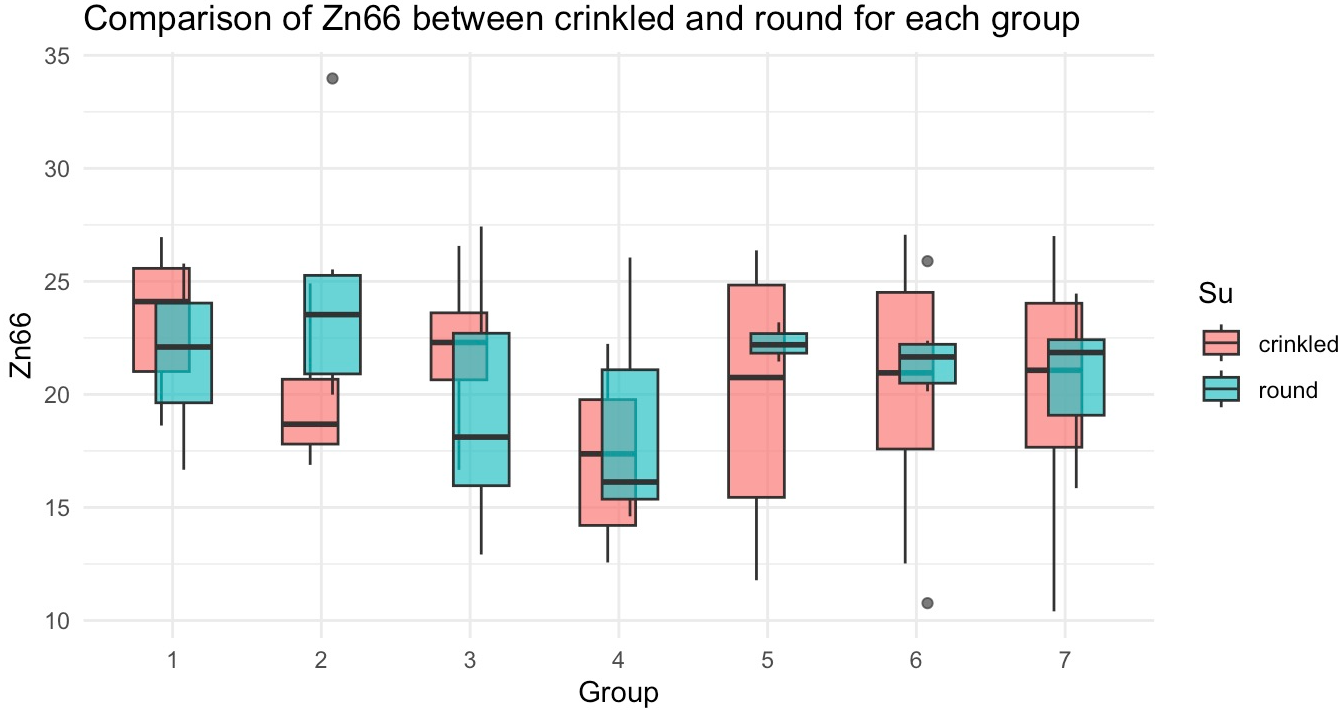 Comparison of Zn66 between crinkled and round for each group
Zn66
35
30
25
20
15
10
1 2 3 4 5 6 7
Group
Su
crinkled
round